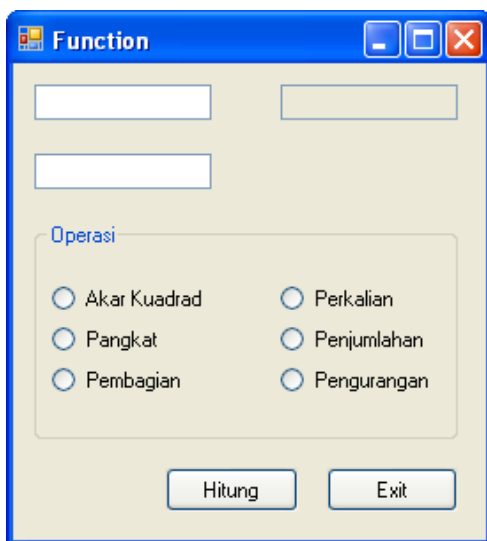 Function
Operasi
Akar Kuadrad Perkalian
Pangkat Penjumlahan
Pembagian Pengurangan
Hitung Exit